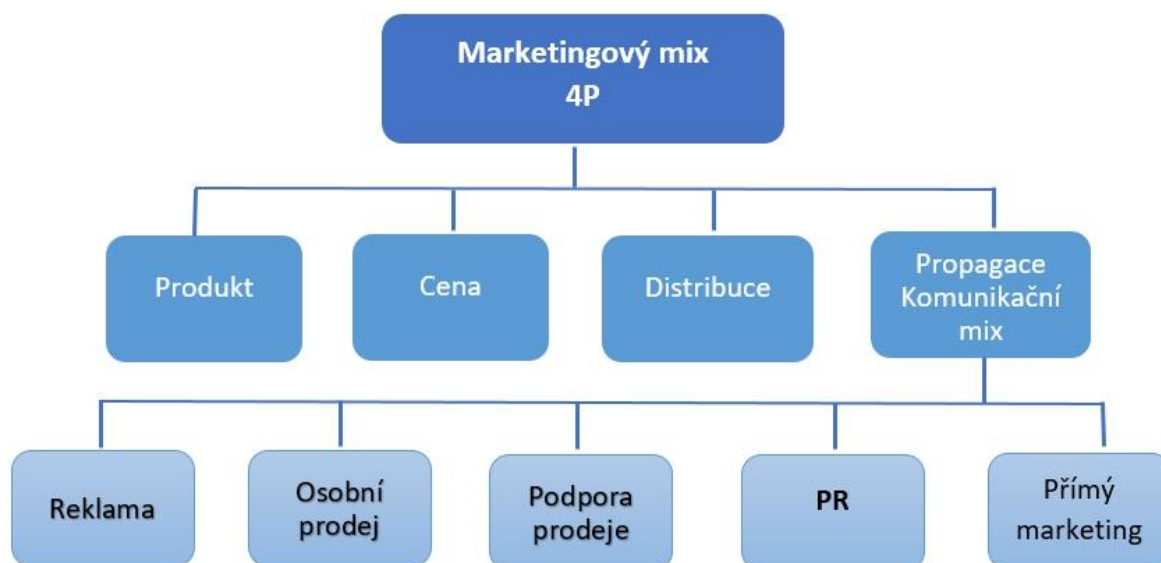 Marketingový mix
4P
Produkt
Cena
Distribuce
Propagace
Komunikační
mix
Reklama
Osobní
prodej
Podpora
prodeje
PR
Přímý
marketing